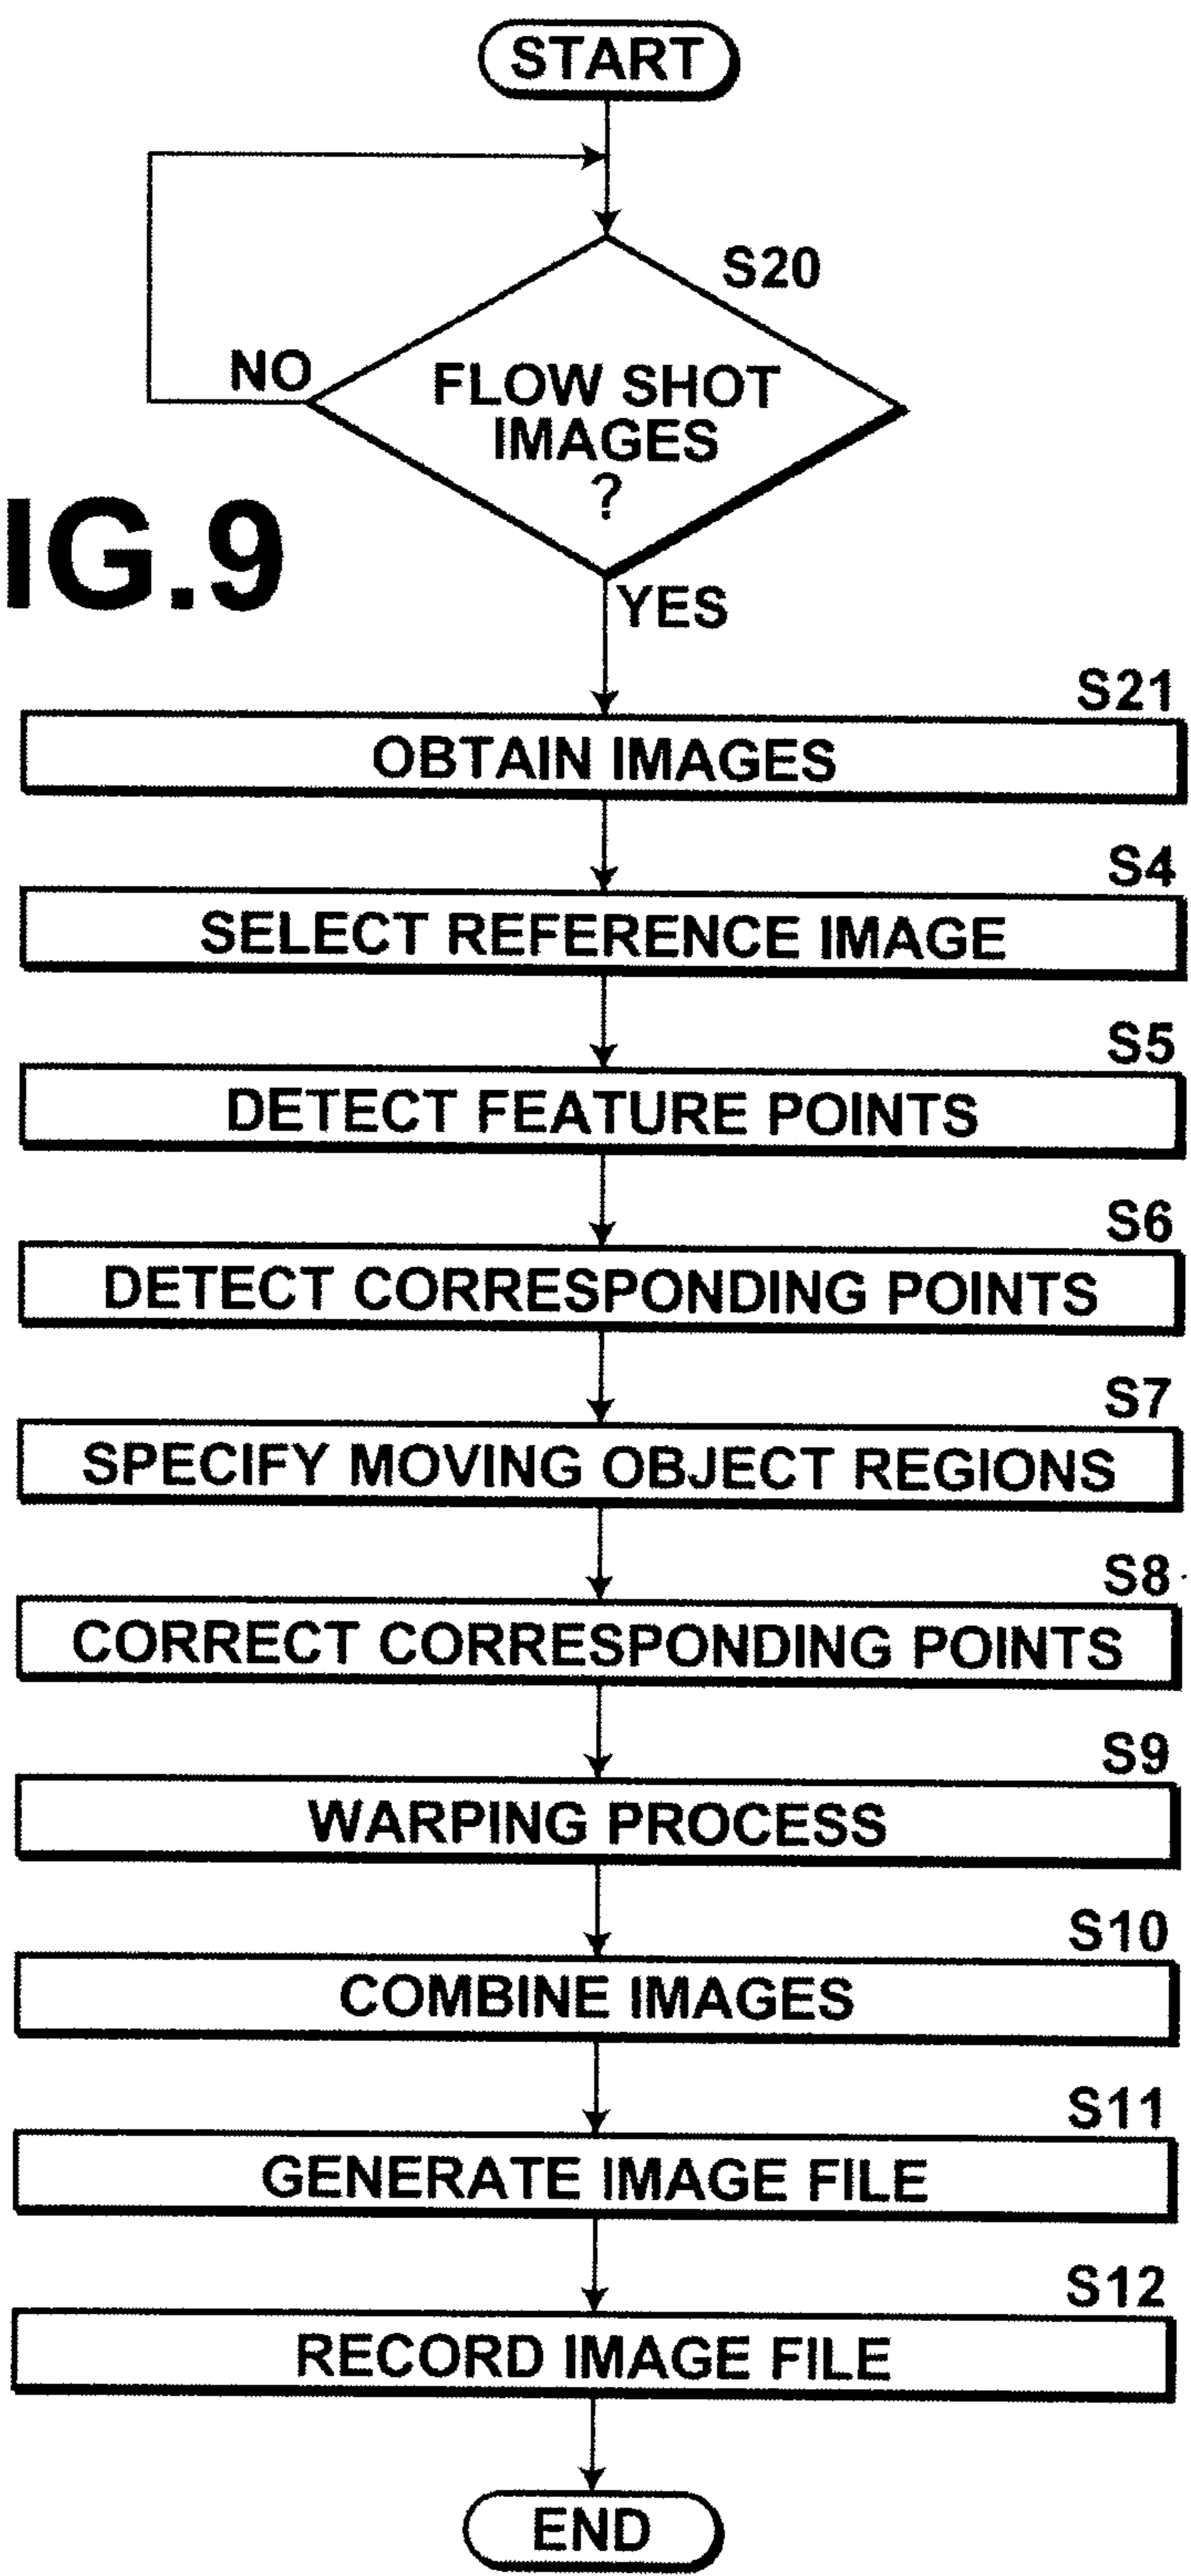 START
S20
NO
FLOW SHOT
IMAGES
?
IG.9
YES
S21
OBTAIN IMAGES
S4
SELECT REFERENCE IMAGE
S5
DETECT FEATURE POINTS
S6
DETECT CORRESPONDING POINTS
S7
SPECIFY MOVING OBJECT REGIONS
S8
CORRECT CORRESPONDING POINTS
S9
WARPING PROCESS
S10
COMBINE IMAGES
S11
GENERATE IMAGE FILE
S12
RECORD IMAGE FILE
END